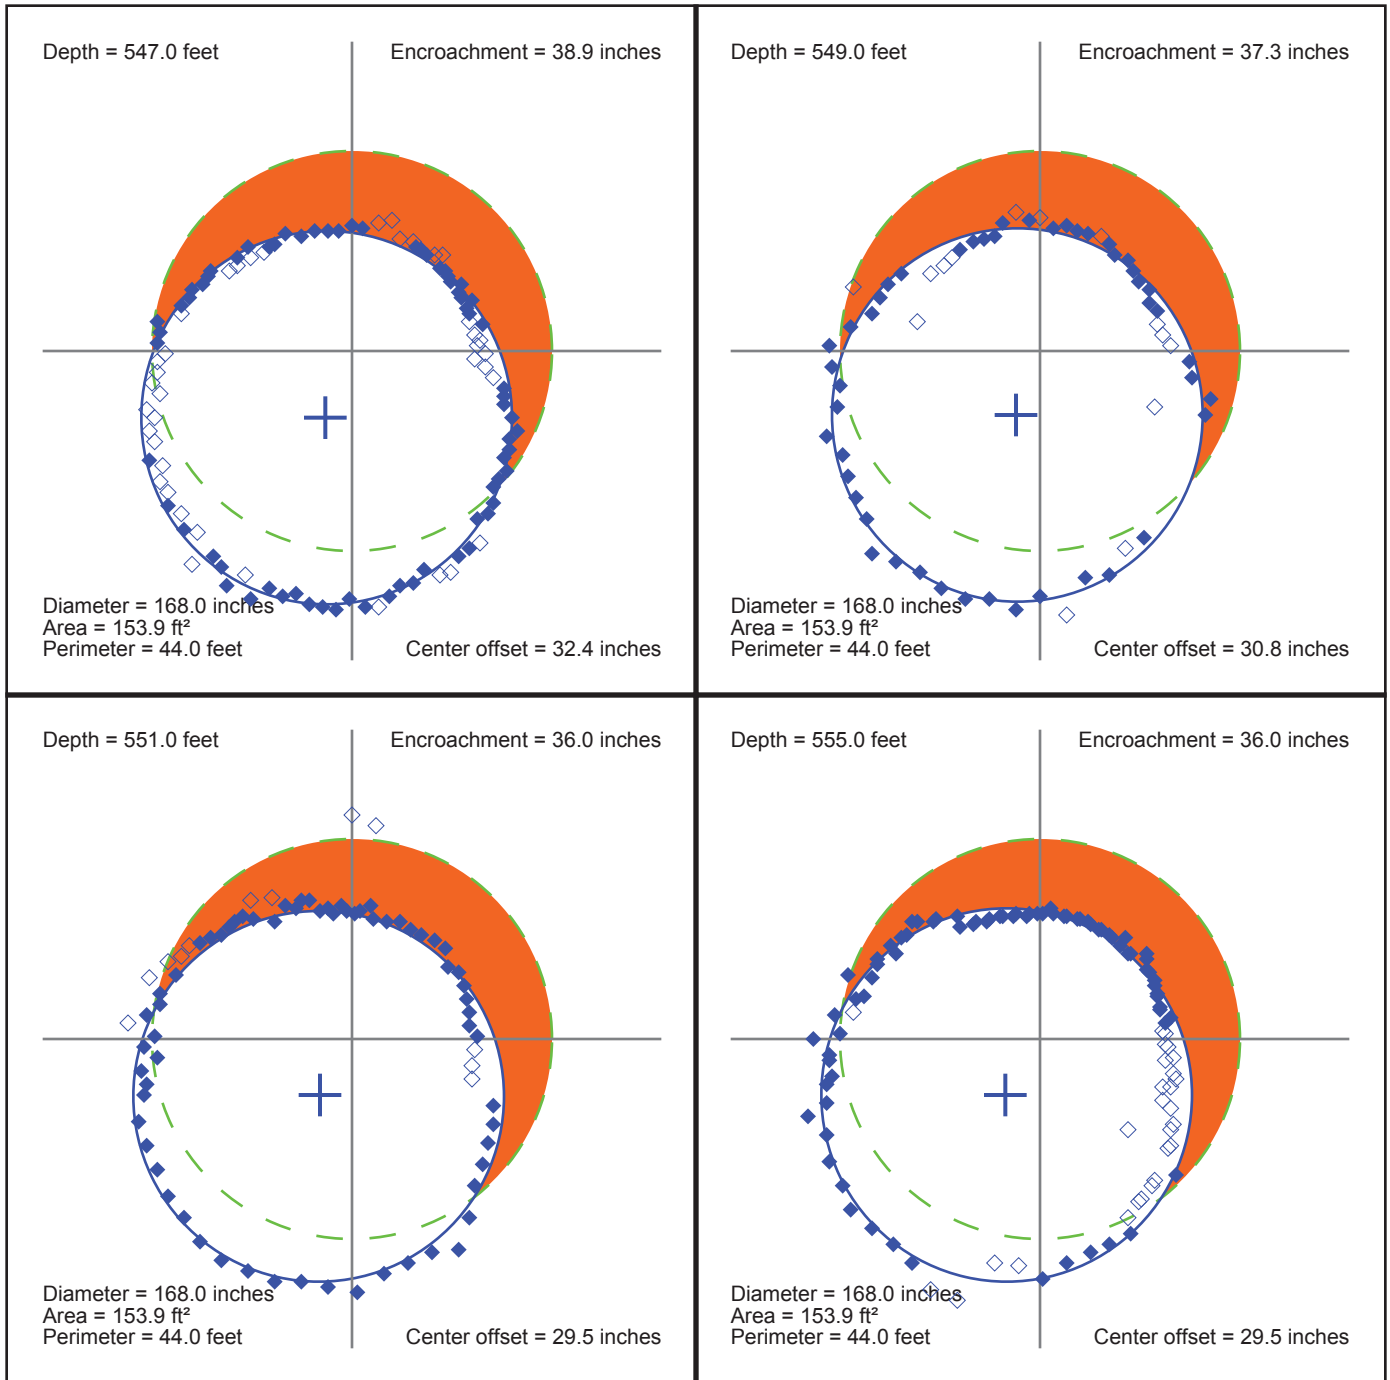 Depth = 547.0 feet
Encroachment = 38.9 inches
Diameter = 168.0 inches
Area = 153.9 ft²
Perimeter = 44.0 feet
Center offset = 32.4 inches
Depth = 549.0 feet
Encroachment = 37.3 inches
Diameter = 168.0 inches
Area = 153.9 ft²
Perimeter = 44.0 feet
Center offset = 30.8 inches
Depth = 551.0 feet
Encroachment = 36.0 inches
Diameter = 168.0 inches
Area = 153.9 ft²
Perimeter = 44.0 feet
Center offset = 29.5 inches
Depth = 555.0 feet
Encroachment = 36.0 inches
Diameter = 168.0 inches
Area = 153.9 ft²
Perimeter = 44.0 feet
Center offset = 29.5 inches